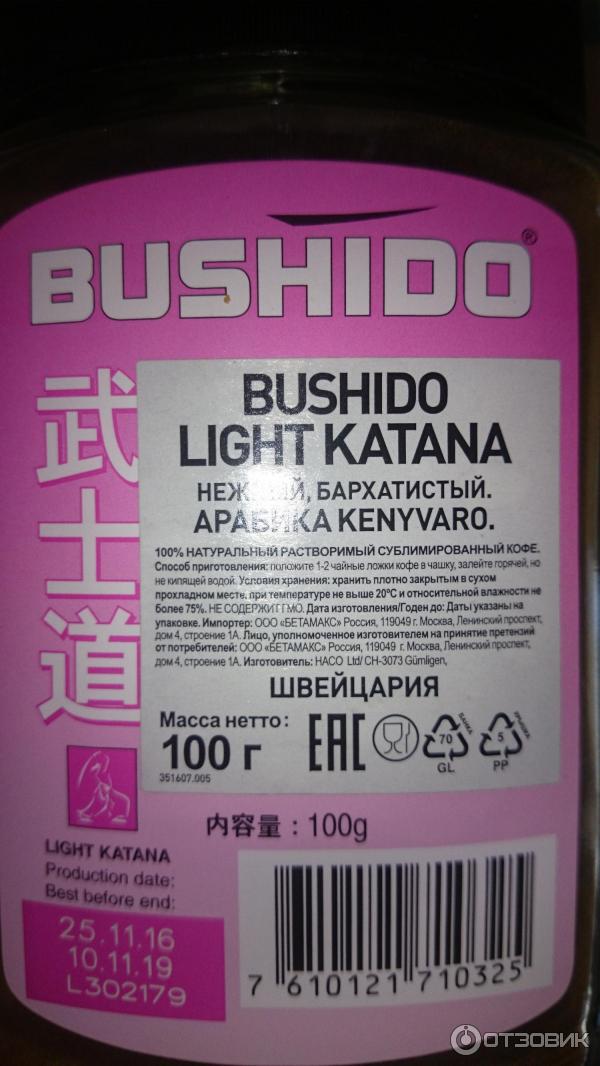 BUSHIDO®
武士道
BUSHIDO
LIGHT KATANA
НЕЖНЫЙ, БАРХАТИСТЫЙ.
АРАБИКА KENYVARO.
100% НАТУРАЛЬНЫЙ РАСТВОРИМЫЙ СУБЛИМИРОВАННЫЙ КОФЕ.
Способ приготовления: положите 1-2 чайные ложки кофе в чашку, залейте горячей, но
не кипящей водой. Условия хранения: хранить плотно закрытым в сухом
прохладном месте, при температуре не выше 20°C и относительной влажности не
более 75%. НЕ СОДЕРЖИТ ГМО. Дата изготовления/Годен до: Даты указаны на
упаковке. Импортер: ООО «БЕТАМАКС» Россия, 119049 г. Москва, Ленинский проспект,
дом 4, строение 1А. Лицо, уполномоченное изготовителем на принятие претензий
от потребителей: ООО «БЕТАМАКС» Россия, 119049 г. Москва, Ленинский проспект,
дом 4, строение 1А. Изготовитель: HACO Ltd/ CH-3073 Gümligen,
ШВЕЙЦАРИЯ
Масса нетто:
100 г
351607.005
EAC
70
GL
БАНКА
5
PP
КРЫШКА
内容量：100g
LIGHT KATANA
Production date:
Best before end:
25.11.16
10.11.19
L302179
7 610121 710325
ОТЗОВИК